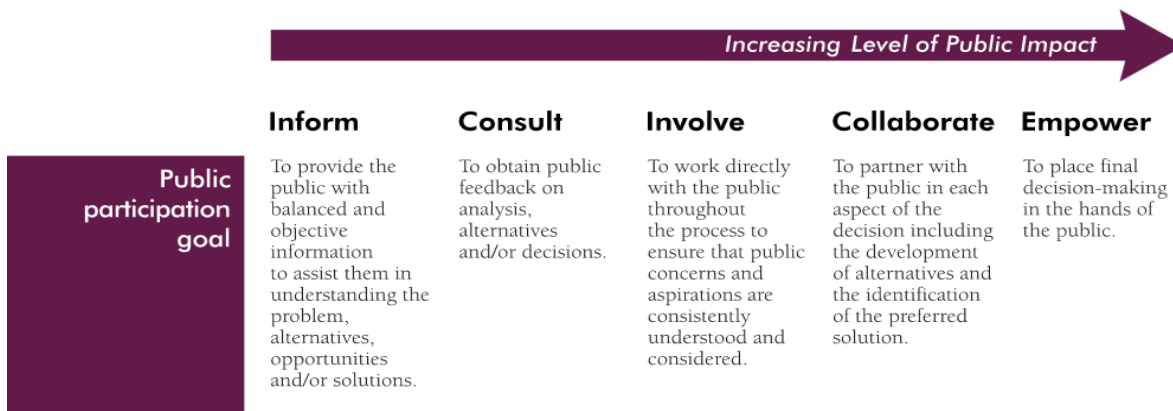 Increasing Level of Public Impact
Inform
Consult
Involve
Collaborate
Empower
Public
participation
goal
To provide the
public with
balanced and
objective
information
to assist them in
understanding the
problem,
alternatives,
opportunities
and/or solutions.
To obtain public
feedback on
analysis,
alternatives
and/or decisions.
To work directly
with the public
throughout
the process to
ensure that public
concerns and
aspirations are
consistently
understood and
considered.
To partner with
the public in each
aspect of the
decision including
the development
of alternatives and
the identification
of the preferred
solution.
To place final
decision-making
in the hands of
the public.